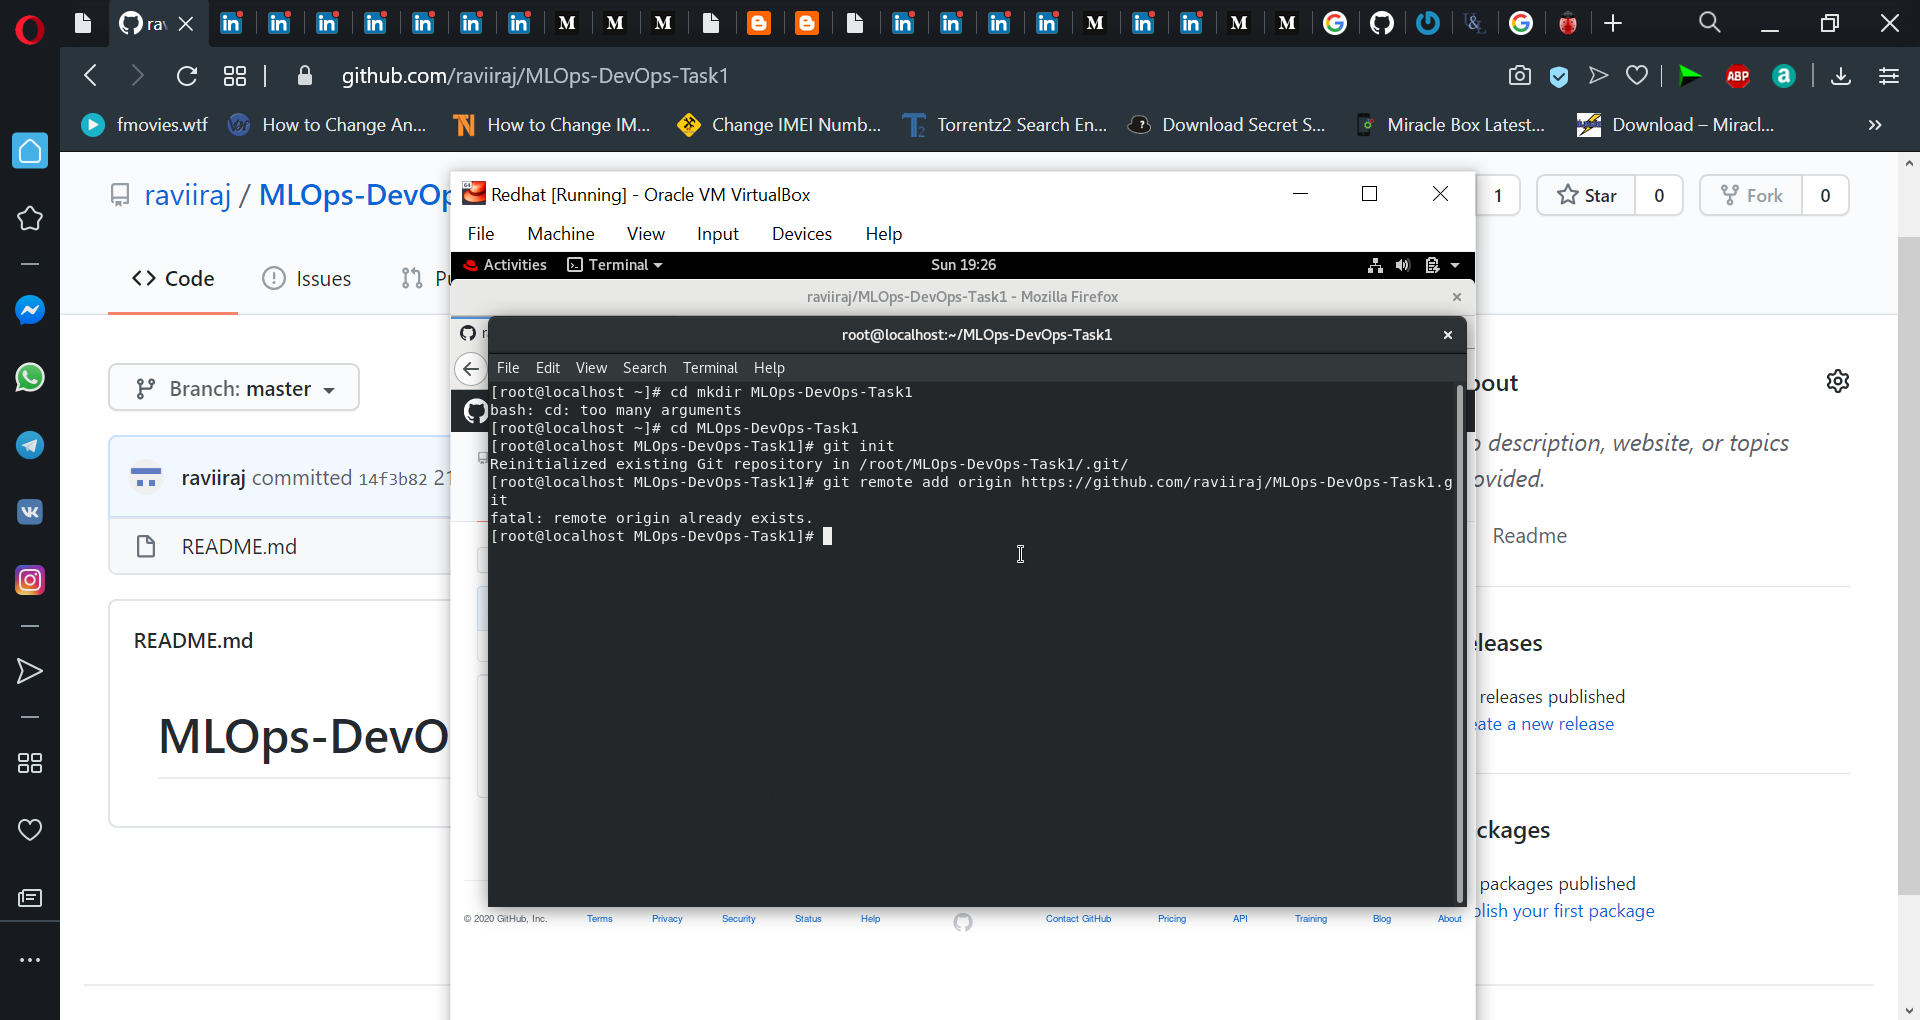 ra
github.com/raviiraj/MLOps-DevOps-Task1
ABP
fmovies.wtf
How to Change An...
How to Change IM...
Change IMEI Numb...
Torrentz2 Search En...
Download Secret S...
Miracle Box Latest...
Download – Miracl...
raviiraj / MLOps-DevOp
1
Star
0
Fork
0
Code
Issues
Pu
Branch: master
raviiraj committed 14f3b82 21
README.md
README.md
MLOps-DevO
Redhat [Running] - Oracle VM VirtualBox
File Machine View Input Devices Help
Activities
Terminal
Sun 19:26
raviiraj/MLOps-DevOps-Task1 - Mozilla Firefox
root@localhost:~/MLOps-DevOps-Task1
File Edit View Search Terminal Help
[root@localhost ~]# cd mkdir MLOps-DevOps-Task1
bash: cd: too many arguments
[root@localhost ~]# cd MLOps-DevOps-Task1
[root@localhost MLOps-DevOps-Task1]# git init
Reinitialized existing Git repository in /root/MLOps-DevOps-Task1/.git/
[root@localhost MLOps-DevOps-Task1]# git remote add origin https://github.com/raviiraj/MLOps-DevOps-Task1.g
it
fatal: remote origin already exists.
[root@localhost MLOps-DevOps-Task1]#
© 2020 GitHub, Inc. Terms Privacy Security Status Help Contact GitHub Pricing API Training Blog About
bout
description, website, or topics
ovided.
Readme
leases
releases published
eate a new release
ckages
packages published
blish your first package